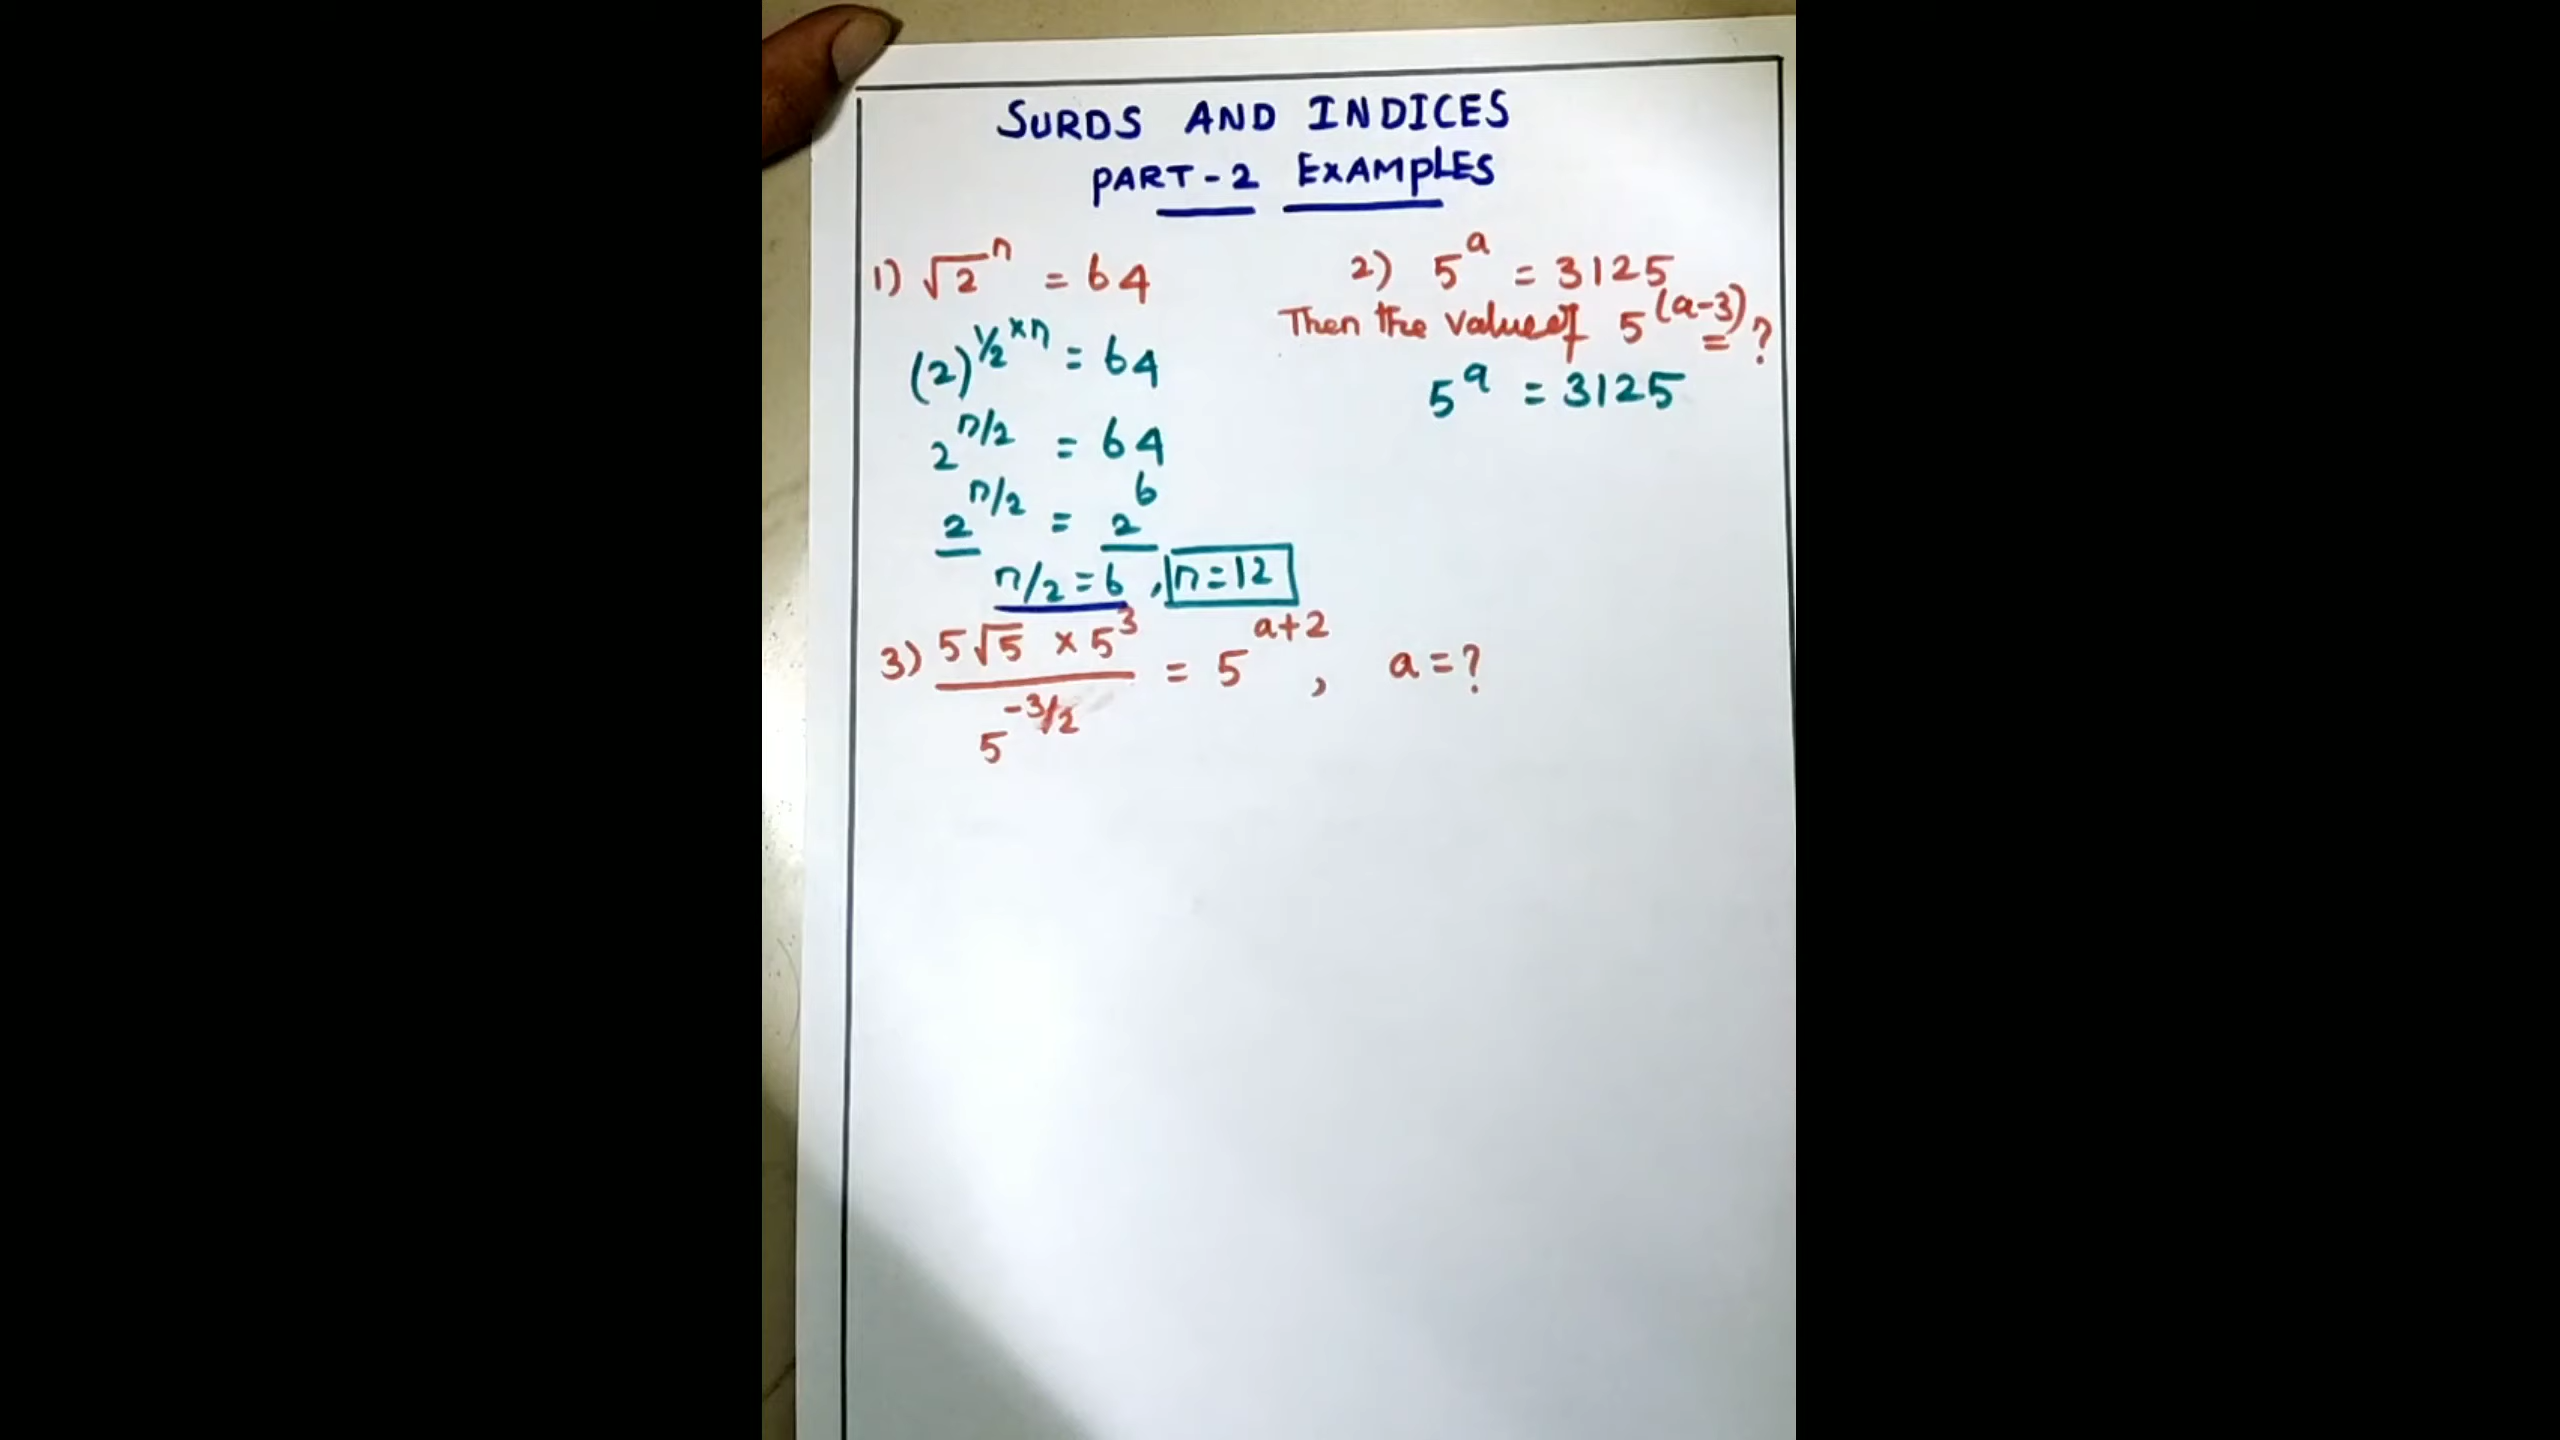 SURDS AND INDICES
PART-2 EXAMPLES
1) √2^n = 64
(2)^1/2 ×n = 64
2^n/2 = 64
2^n/2 = 2^6
n/2 = 6, n=12
2) 5^a = 3125
Then the value of 5^(a-3) ?
5^a = 3125
3) 5√5 × 5^3 / 5^-3/2 = 5^a+2, a=?